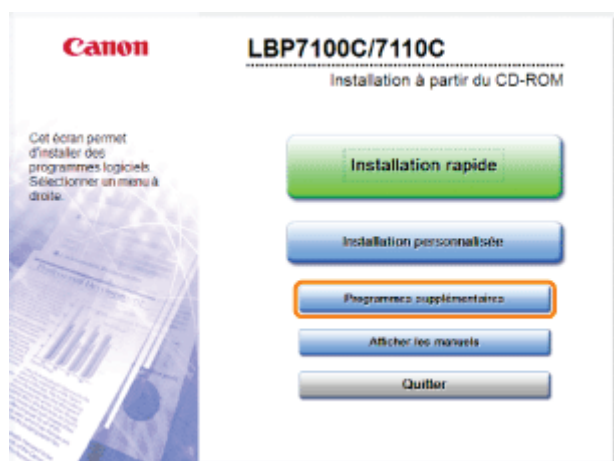 Canon
LBP7100C/7110C
Installation à partir du CD-ROM
Cet écran permet
d'installer des
programmes logiciels.
Sélectionner un menu à
droite.
Installation rapide
Installation personnalisée
Programmes supplémentaires
Afficher les manuels
Quitter